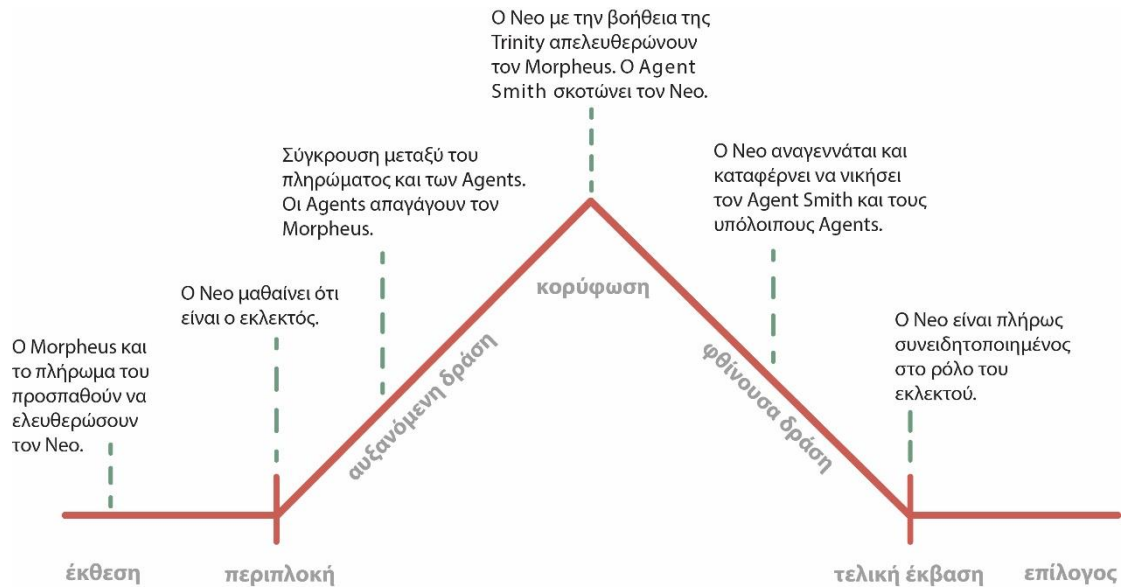 Ο Neo με την βοήθεια της
Trinity απελευθερώνουν
τον Morpheus. Ο Agent
Smith σκοτώνει τον Neo.
Σύγκρουση μεταξύ του
πληρώματος και των Agents.
Οι Agents απαγάγουν τον
Morpheus.
Ο Neo αναγεννάται και
καταφέρνει να νικήσει
τον Agent Smith και τους
υπόλοιπους Agents.
Ο Neo μαθαίνει ότι
είναι ο εκλεκτός.
Ο Morpheus και
το πλήρωμα του
προσπαθούν να
ελευθερώσουν
τον Neo.
Ο Neo είναι πλήρως
συνειδητοποιημένος
στο ρόλο του
εκλεκτού.
κορύφωση
αυξανόμενη δράση
φθίνουσα δράση
έκθεση
περιπλοκή
τελική έκβαση
επίλογος